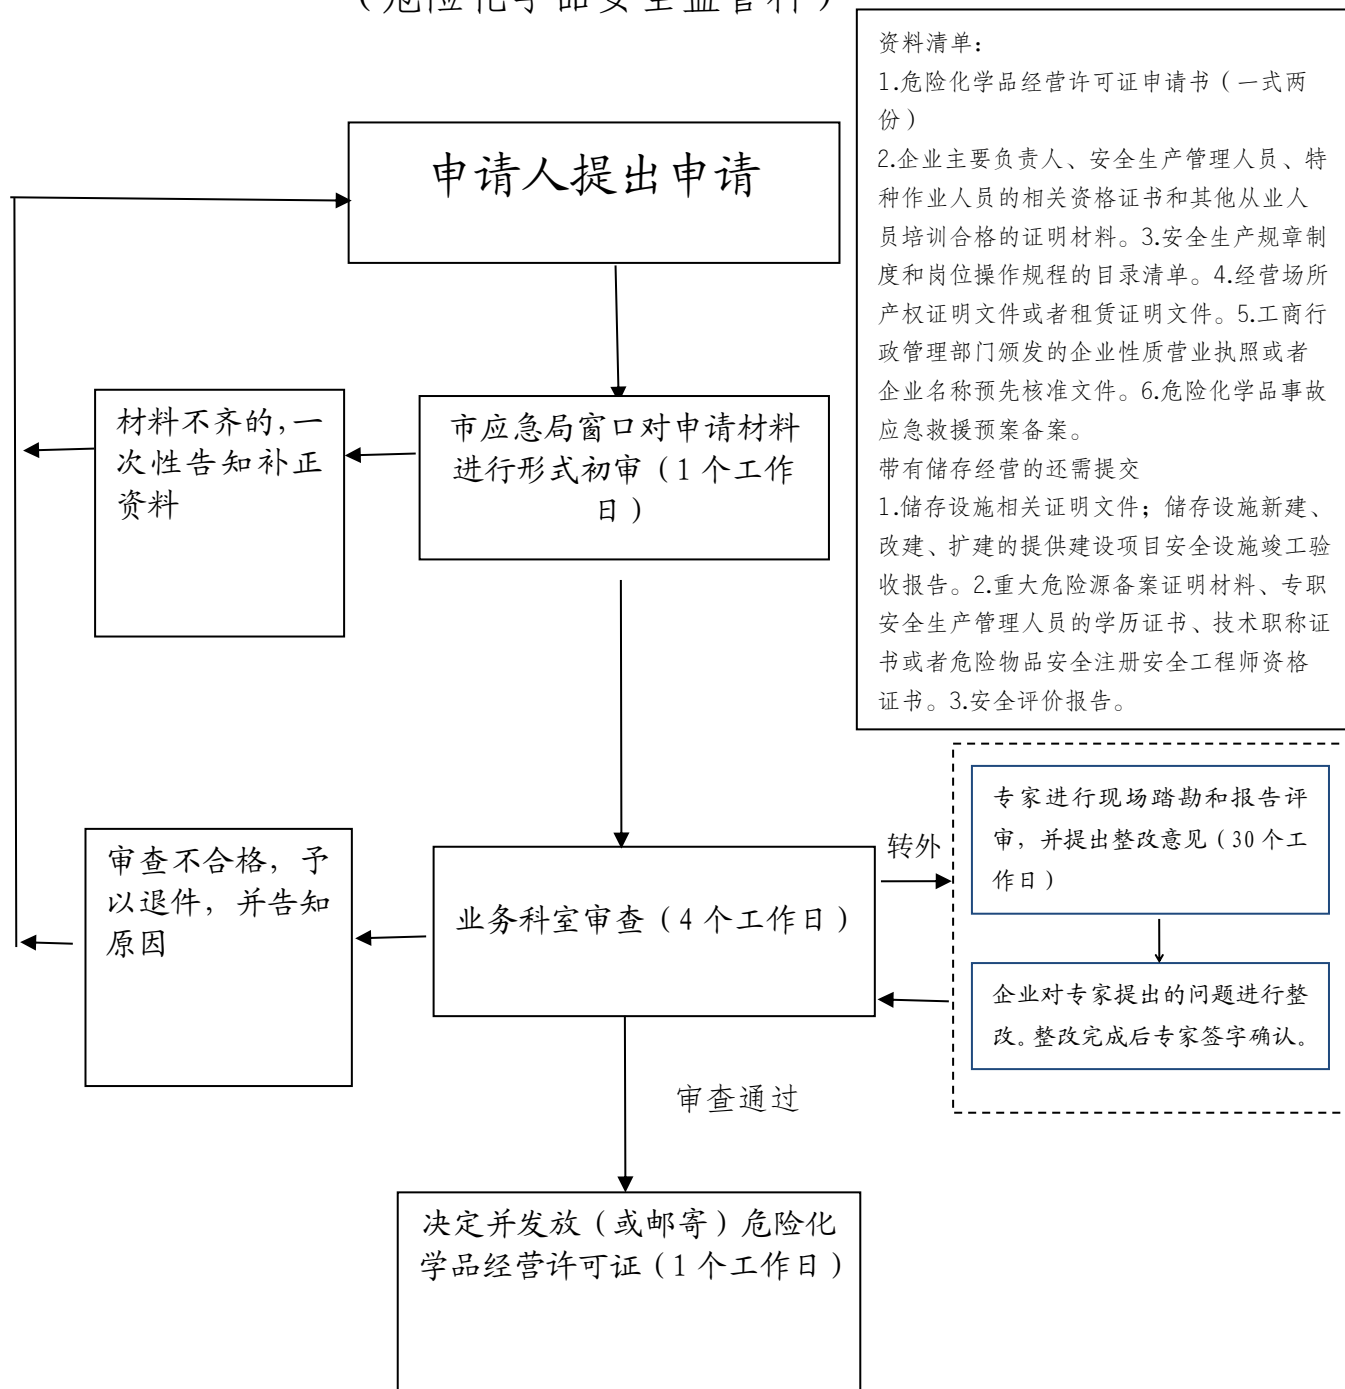 （危险化学品安全监管科）
资料清单：
1.危险化学品经营许可证申请书（一式两
份）
2.企业主要负责人、安全生产管理人员、特
种作业人员的相关资格证书和其他从业人
员培训合格的证明材料。3.安全生产规章制
度和岗位操作规程的目录清单。4.经营场所
产权证明文件或者租赁证明文件。5.工商行
政管理部门颁发的企业性质营业执照或者
企业名称预先核准文件。6.危险化学品事故
应急救援预案备案。
带有储存经营的还需提交
1.储存设施相关证明文件；储存设施新建、
改建、扩建的提供建设项目安全设施竣工验
收报告。2.重大危险源备案证明材料、专职
安全生产管理人员的学历证书、技术职称证
书或者危险物品安全注册安全工程师资格
证书。3.安全评价报告。
申请人提出申请
材料不齐的，一
次性告知补正
资料
市应急局窗口对申请材料
进行形式初审（1个工作
日）
审查不合格，予
以退件，并告知
原因
业务科室审查（4个工作日）
转外
专家进行现场踏勘和报告评
审，并提出整改意见（30个工
作日）
企业对专家提出的问题进行整
改。整改完成后专家签字确认。
审查通过
决定并发放（或邮寄）危险化
学品经营许可证（1个工作日）